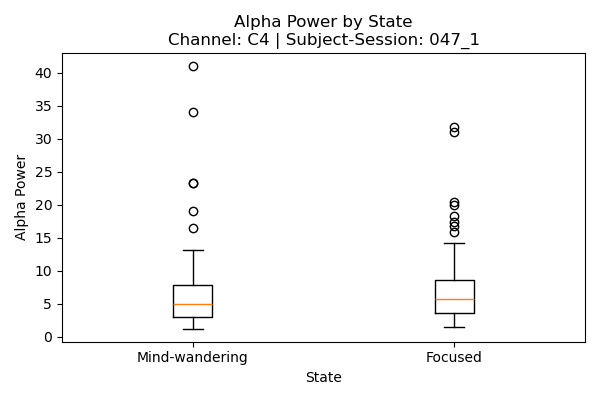 Alpha Power by State
Channel: C4 | Subject-Session: 047_1
40
35
30
25
20
15
10
5
0
Alpha Power
Mind-wandering
Focused
State